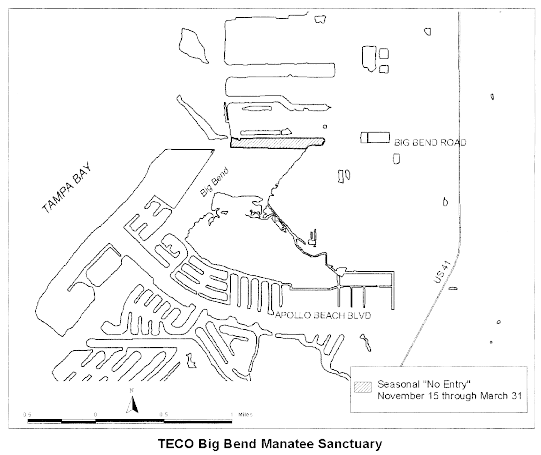 BIG BEND ROAD
Big Bend
TAMPA BAY
US 41
APOLLO BEACH BLVD
Seasonal "No Entry"
November 15 through March 31
N
0.5 0 0.5 1 Miles
TECO Big Bend Manatee Sanctuary